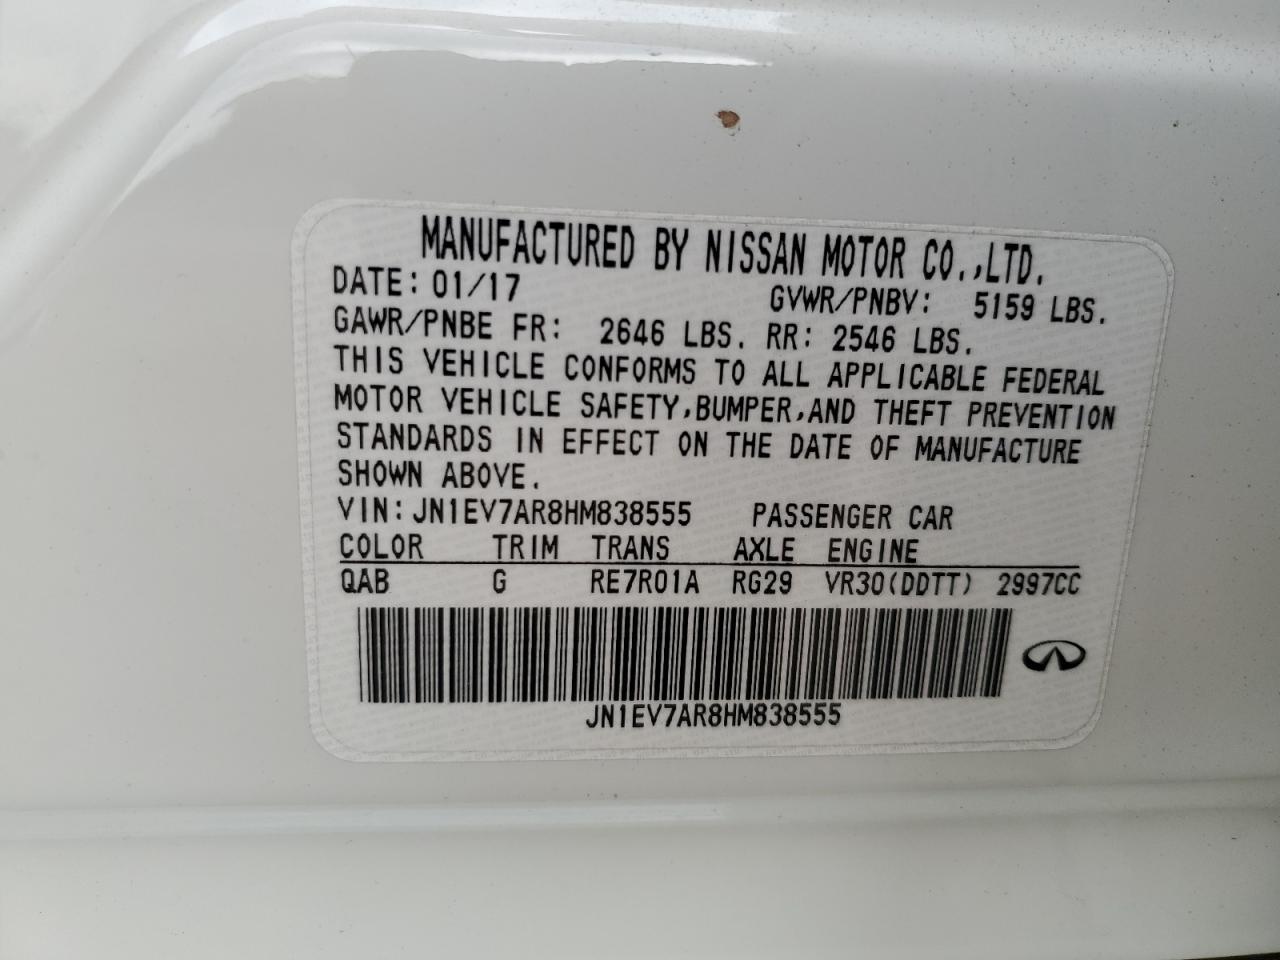 MANUFACTURED BY NISSAN MOTOR CO.,LTD.
DATE: 01/17 GVWR/PNBV: 5159 LBS.
GAWR/PNBE FR: 2646 LBS. RR: 2546 LBS.
THIS VEHICLE CONFORMS TO ALL APPLICABLE FEDERAL
MOTOR VEHICLE SAFETY,BUMPER,AND THEFT PREVENTION
STANDARDS IN EFFECT ON THE DATE OF MANUFACTURE
SHOWN ABOVE.
VIN: JN1EV7AR8HM838555 PASSENGER CAR
COLOR TRIM TRANS AXLE ENGINE
QAB G RE7R01A RG29 VR30(DDTT) 2997CC
JN1EV7AR8HM838555